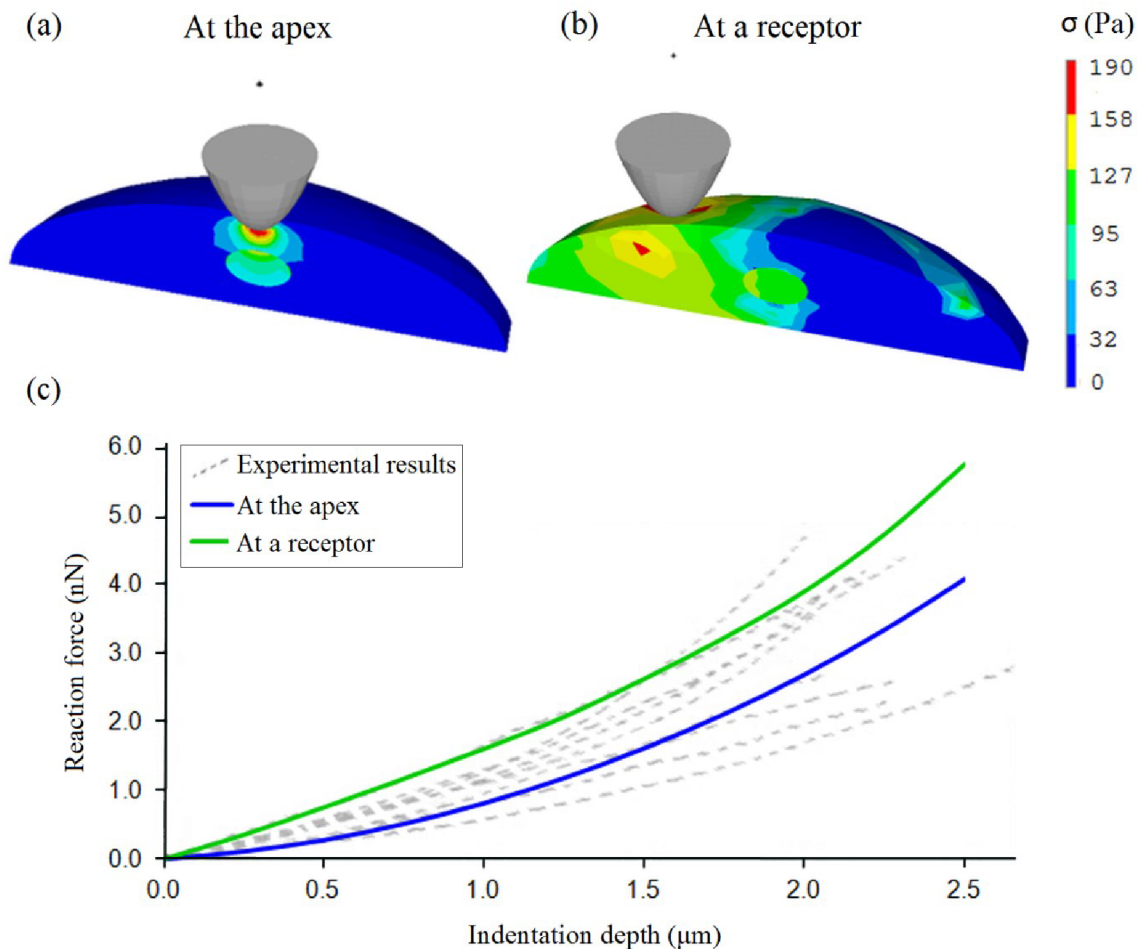 (a) At the apex
(b) At a receptor
σ (Pa)
190
158
127
95
63
32
0
(c)
6.0
5.0
4.0
3.0
2.0
1.0
0.0
Reaction force (nN)
Experimental results
At the apex
At a receptor
0.0 0.5 1.0 1.5 2.0 2.5
Indentation depth (μm)